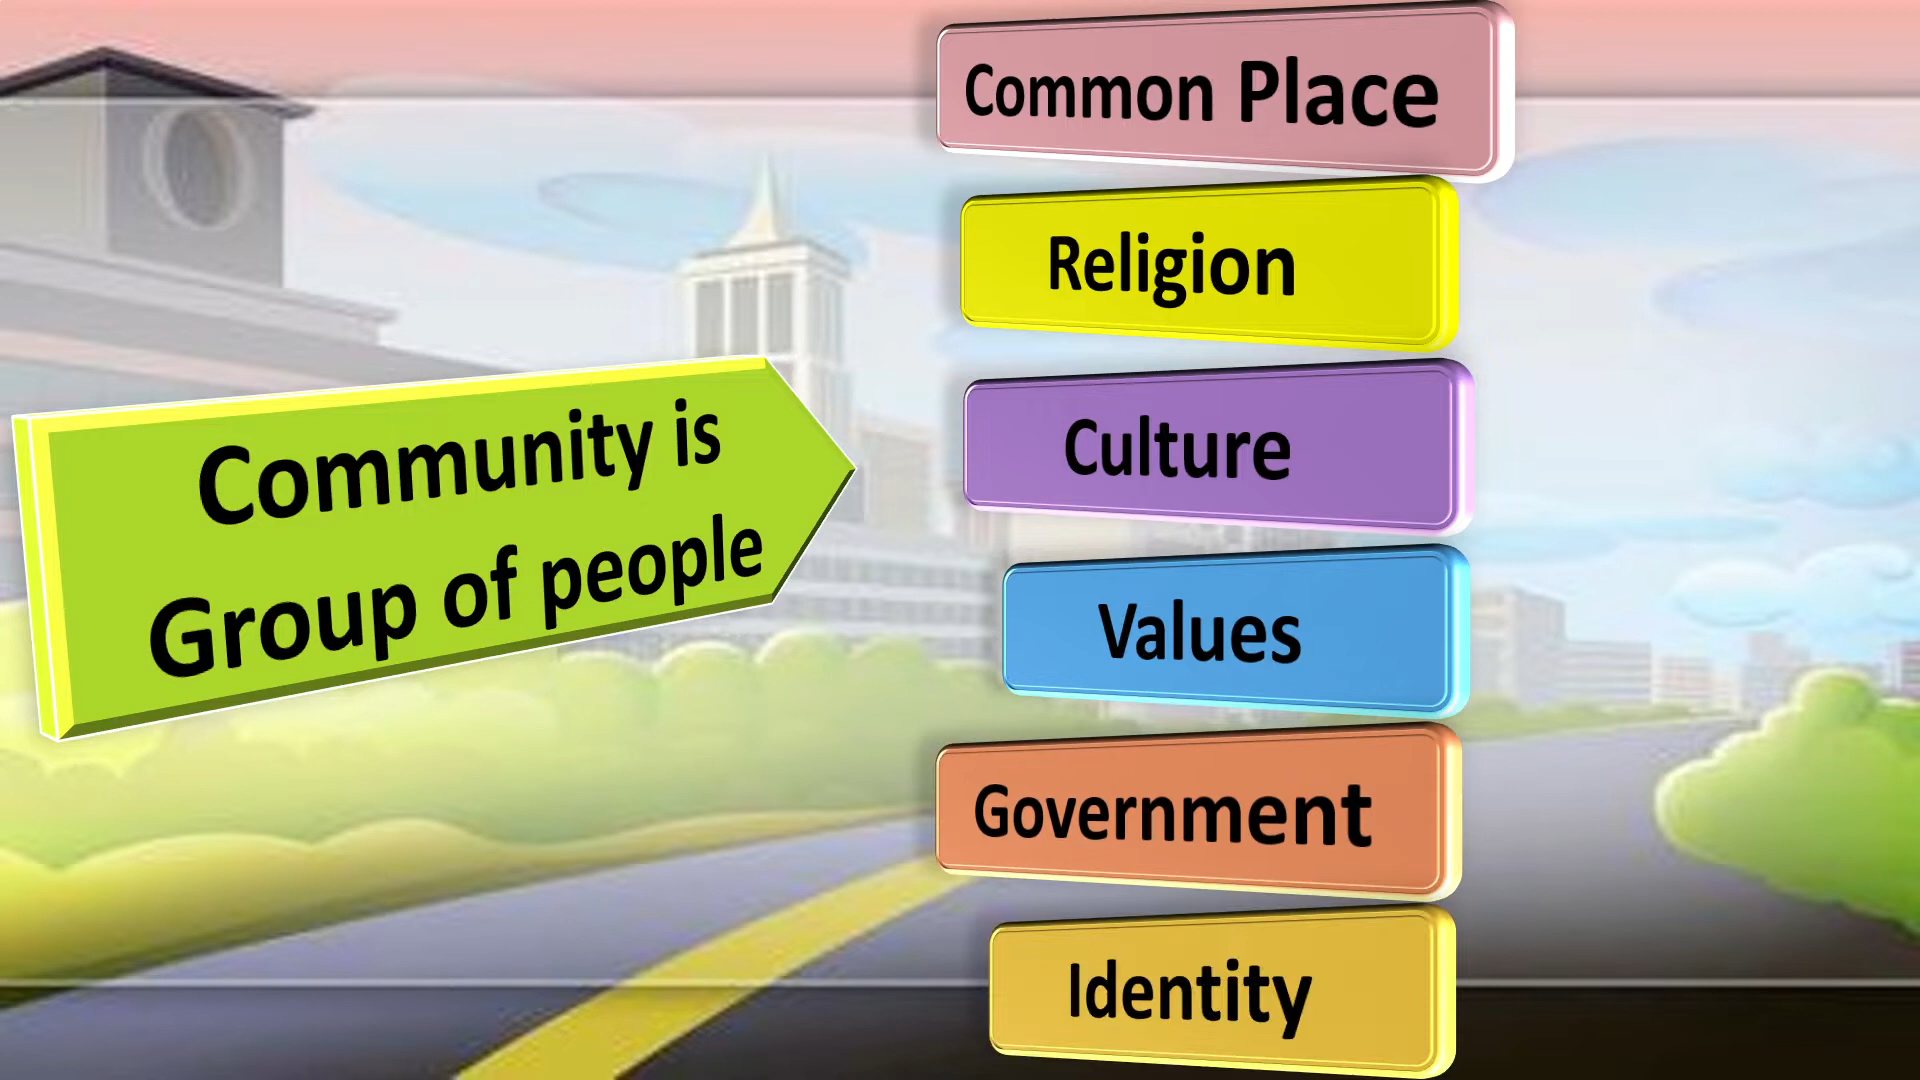 Community is
Group of people
Common Place
Religion
Culture
Values
Government
Identity